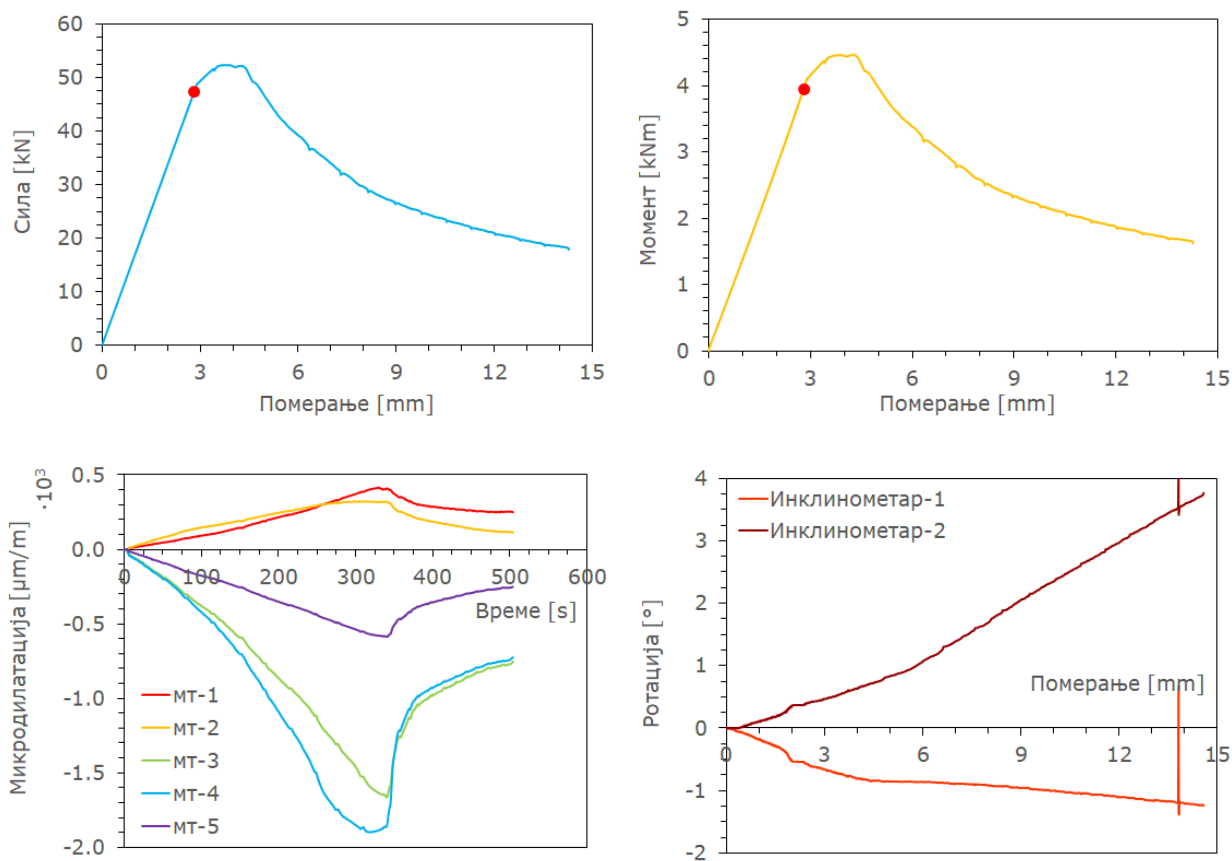 60
50
40
30
20
10
0
Сила [kN]
0 3 6 9 12 15
Померање [mm]
5
4
3
2
1
0
Момент [kNm]
0 3 6 9 12 15
Померање [mm]
·10³
0.5
0.0
-0.5
-1.0
-1.5
-2.0
Микродилатација [µm/m]
0 100 200 300 400 500 600
Време [s]
мт-1
мт-2
мт-3
мт-4
мт-5
4
3
2
1
0
-1
-2
Ротација [°]
Инклинометар-1
Инклинометар-2
Померање [mm]
0 3 6 9 12 15